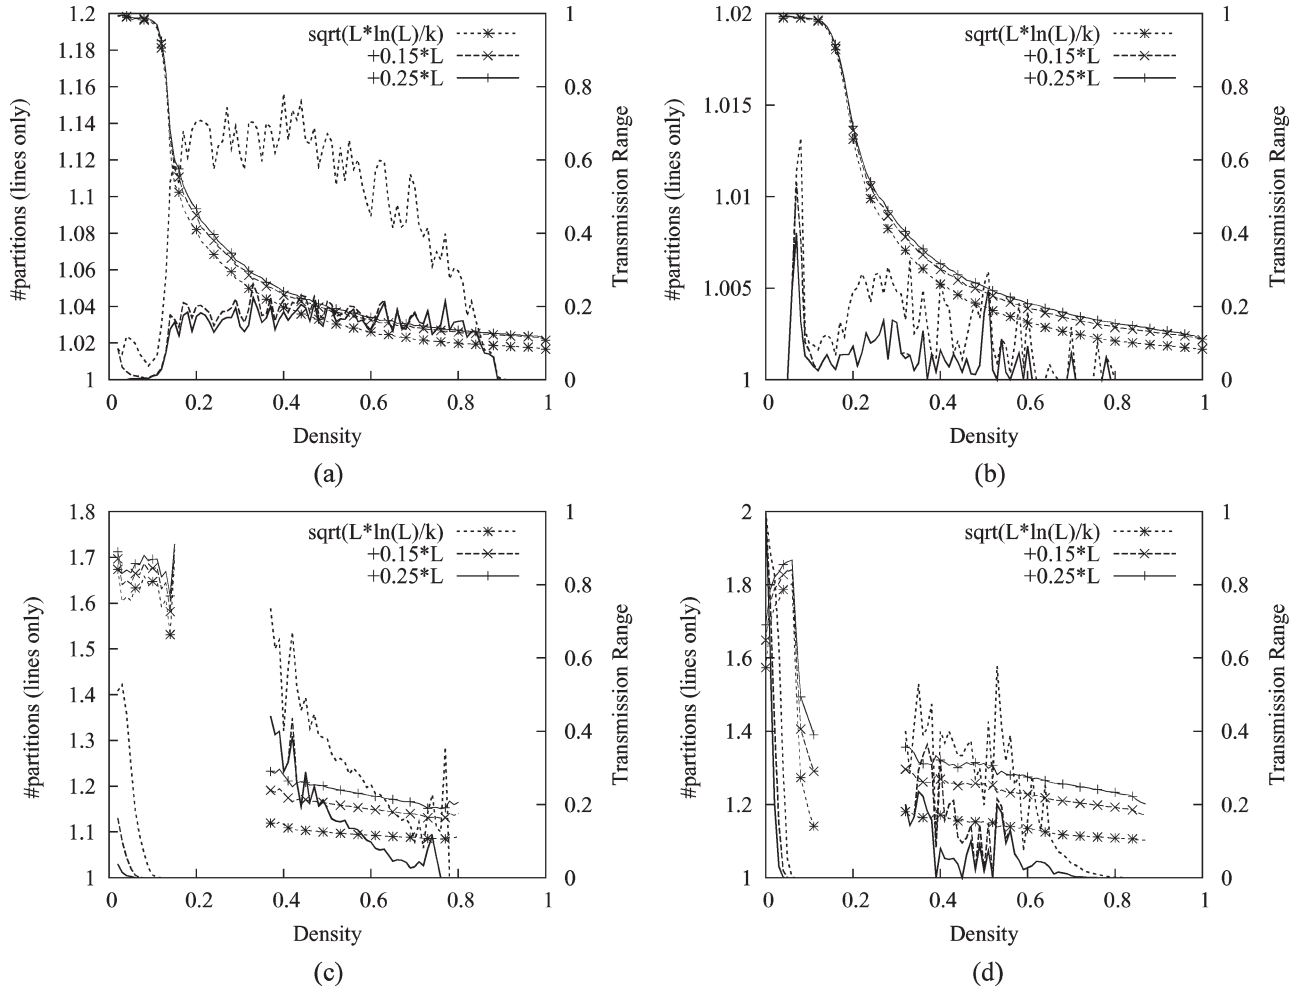 1.2
1.18
1.16
1.14
1.12
1.1
1.08
1.06
1.04
1.02
1
#partitions (lines only)
sqrt(L*ln(L)/k)
+0.15*L
+0.25*L
1
0.8
0.6
0.4
0.2
0
Transmission Range
0 0.2 0.4 0.6 0.8 1
Density
(a)
1.02
1.015
1.01
1.005
1
#partitions (lines only)
sqrt(L*ln(L)/k)
+0.15*L
+0.25*L
1
0.8
0.6
0.4
0.2
0
Transmission Range
0 0.2 0.4 0.6 0.8 1
Density
(b)
1.8
1.7
1.6
1.5
1.4
1.3
1.2
1.1
1
#partitions (lines only)
sqrt(L*ln(L)/k)
+0.15*L
+0.25*L
1
0.8
0.6
0.4
0.2
0
Transmission Range
0 0.2 0.4 0.6 0.8 1
Density
(c)
2
1.8
1.6
1.4
1.2
1
#partitions (lines only)
sqrt(L*ln(L)/k)
+0.15*L
+0.25*L
1
0.8
0.6
0.4
0.2
0
Transmission Range
0 0.2 0.4 0.6 0.8 1
Density
(d)